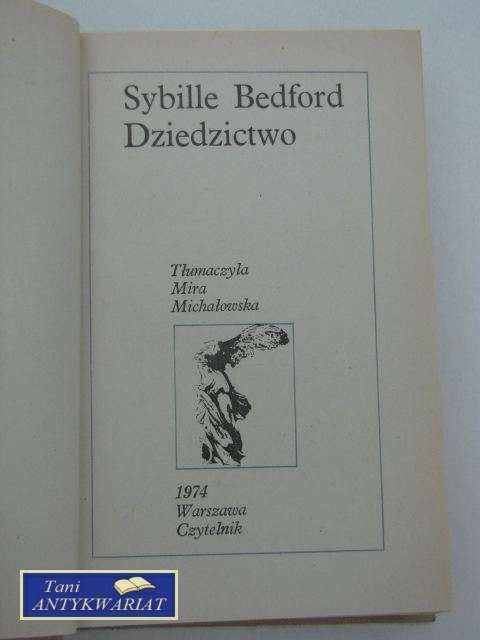 Sybille Bedford
Dziedzictwo
Tłumaczyła
Mira
Michałowska
1974
Warszawa
Czytelnik
Tani
ANTYKWARIAT